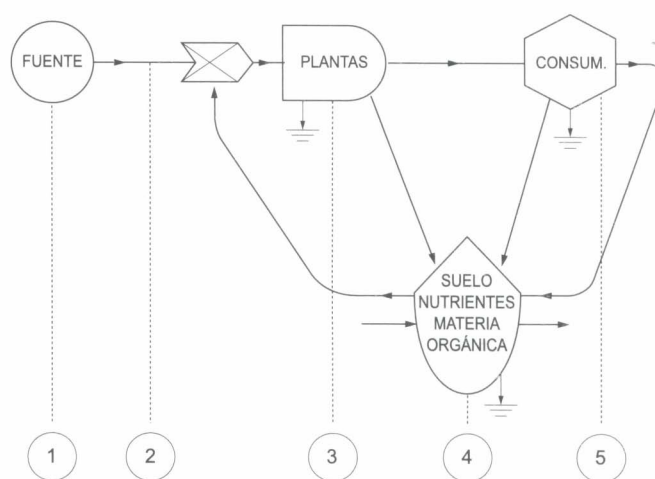 FUENTE
PLANTAS
CONSUM.
SUELO
NUTRIENTES
MATERIA
ORGÁNICA
1
2
3
4
5